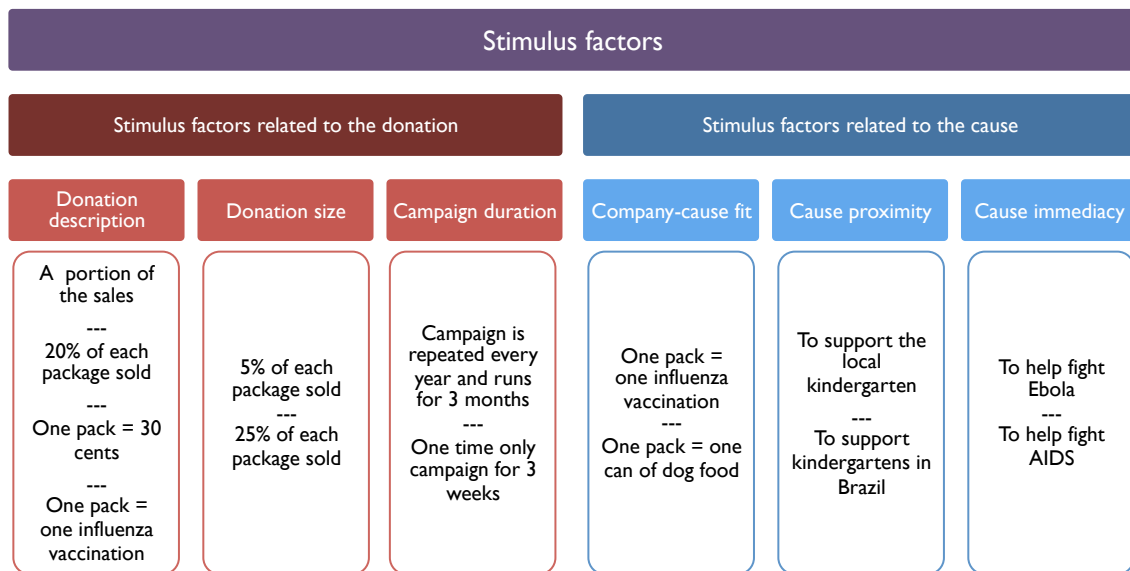 Stimulus factors
Stimulus factors related to the donation
Stimulus factors related to the cause
Donation
description
Donation size
Campaign duration
Company-cause fit
Cause proximity
Cause immediacy
A portion of
the sales
---
20% of each
package sold
---
One pack = 30
cents
---
One pack =
one influenza
vaccination
5% of each
package sold
---
25% of each
package sold
Campaign is
repeated every
year and runs
for 3 months
---
One time only
campaign for 3
weeks
One pack =
one influenza
vaccination
---
One pack = one
can of dog food
To support the
local
kindergarten
---
To support
kindergartens in
Brazil
To help fight
Ebola
---
To help fight
AIDS